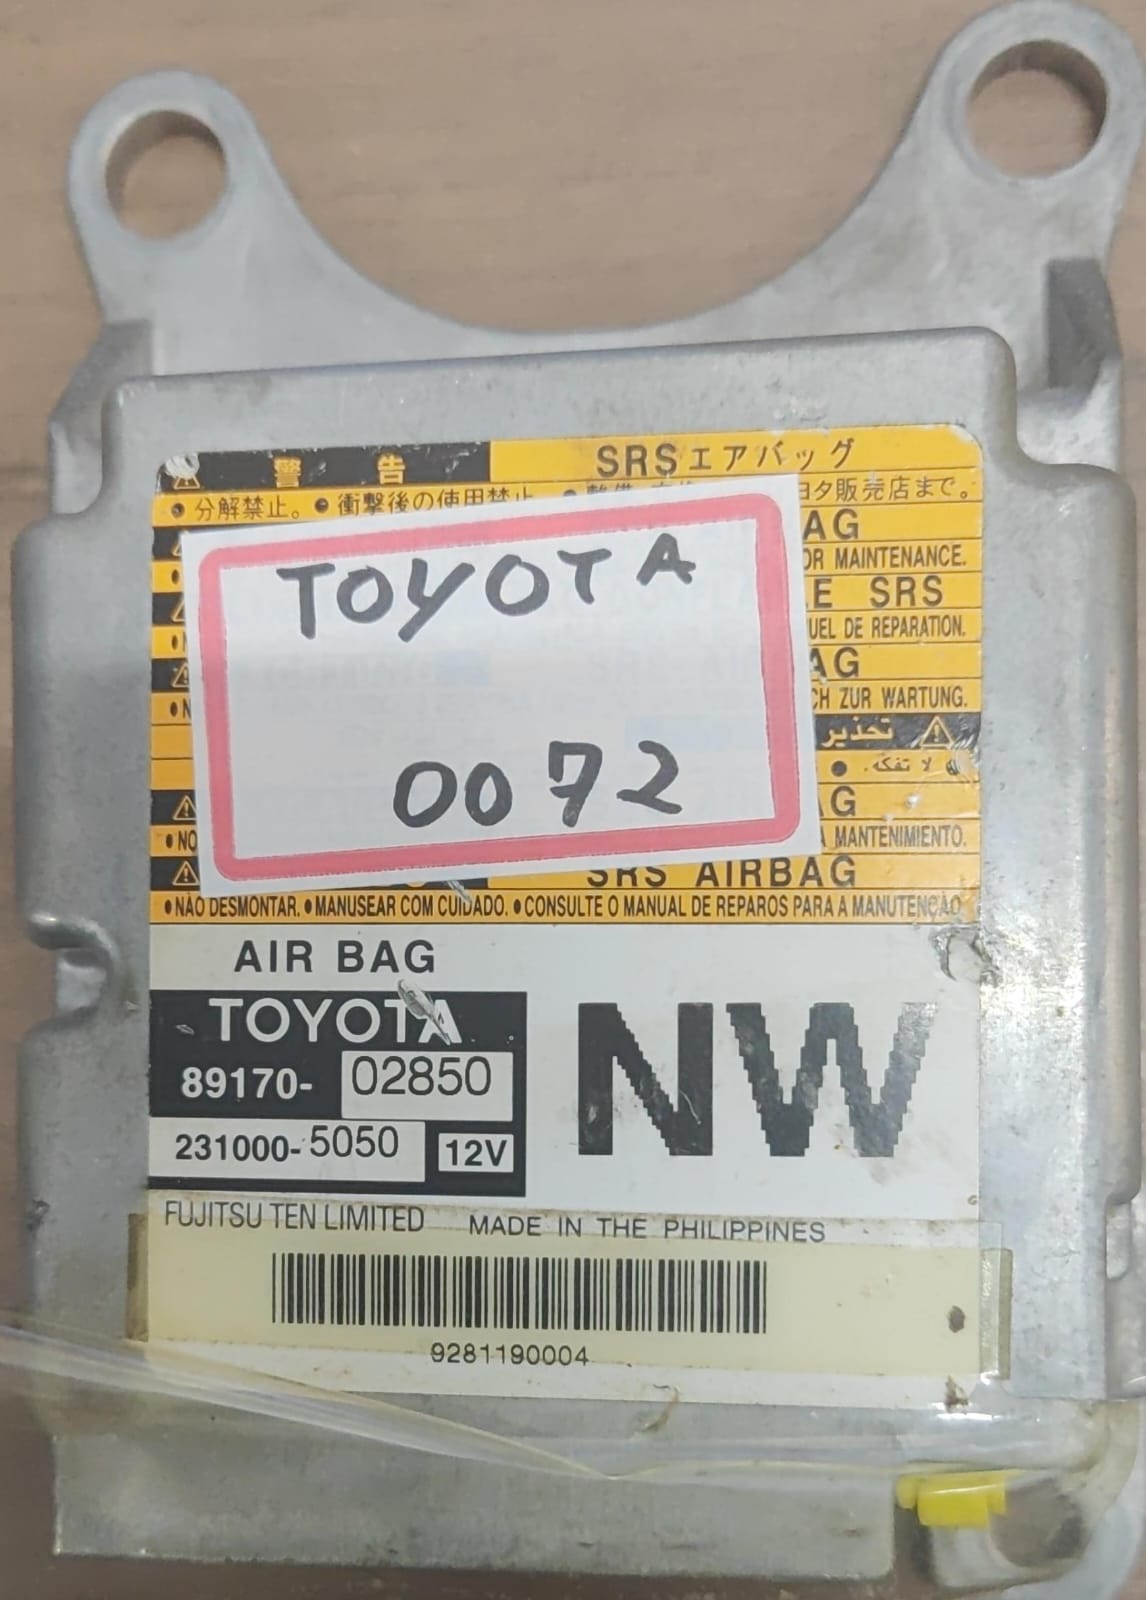 警 告 SRSエアバッグ
●分解禁止。●衝撃後の使用禁止
ヨタ販売店まで。
AG
OR MAINTENANCE.
E SRS
UEL DE REPARATION.
AG
CH ZUR WARTUNG.
تحذير
● لا تفكه.
AG
●NO
A MANTENIMIENTO.
SRS AIRBAG
●NÃO DESMONTAR. ●MANUSEAR COM CUIDADO. ●CONSULTE O MANUAL DE REPAROS PARA A MANUTENÇÃO
TOYOTA
0072
AIR BAG
TOYOTA
89170-02850
231000-5050 12V
NW
FUJITSU TEN LIMITED MADE IN THE PHILIPPINES
9281190004